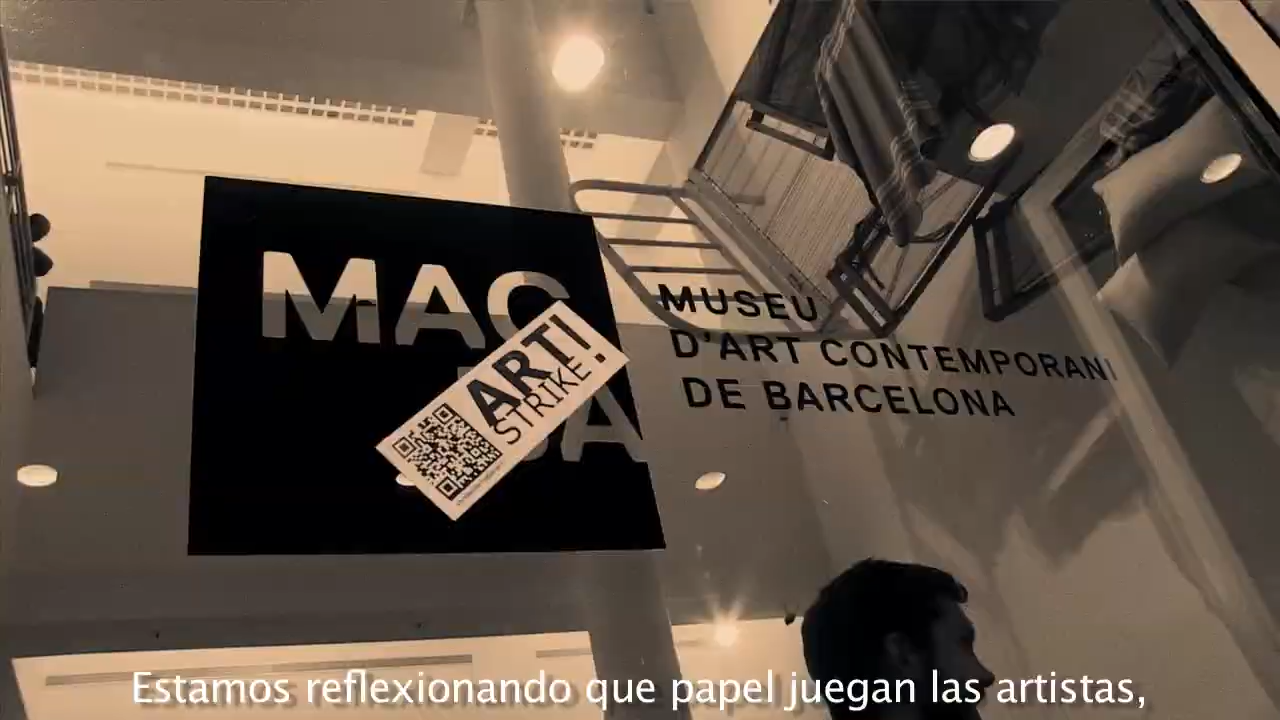 MAC
BA
ART!
STRIKE!
MUSEU
D'ART CONTEMPORANI
DE BARCELONA
Estamos reflexionando que papel juegan las artistas,